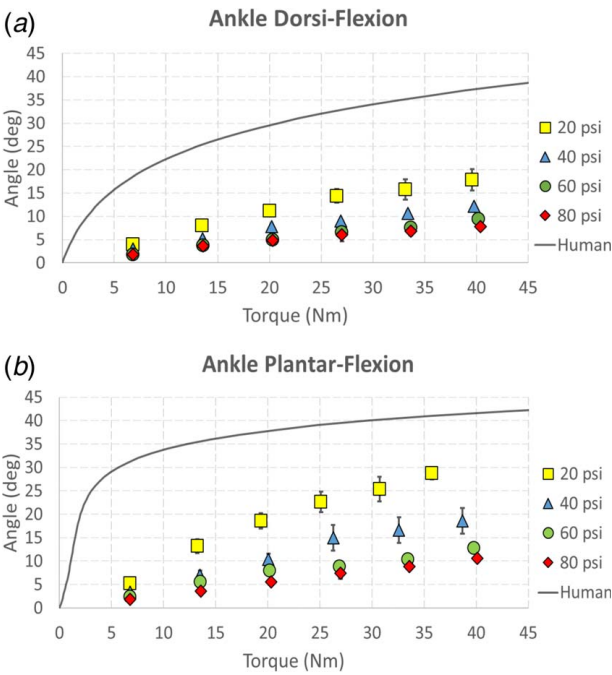 (a)
Ankle Dorsi-Flexion
45
40
35
30
25
20
15
10
5
0
Angle (deg)
0 5 10 15 20 25 30 35 40 45
Torque (Nm)
20 psi
40 psi
60 psi
80 psi
Human
(b)
Ankle Plantar-Flexion
45
40
35
30
25
20
15
10
5
0
Angle (deg)
0 5 10 15 20 25 30 35 40 45
Torque (Nm)
20 psi
40 psi
60 psi
80 psi
Human